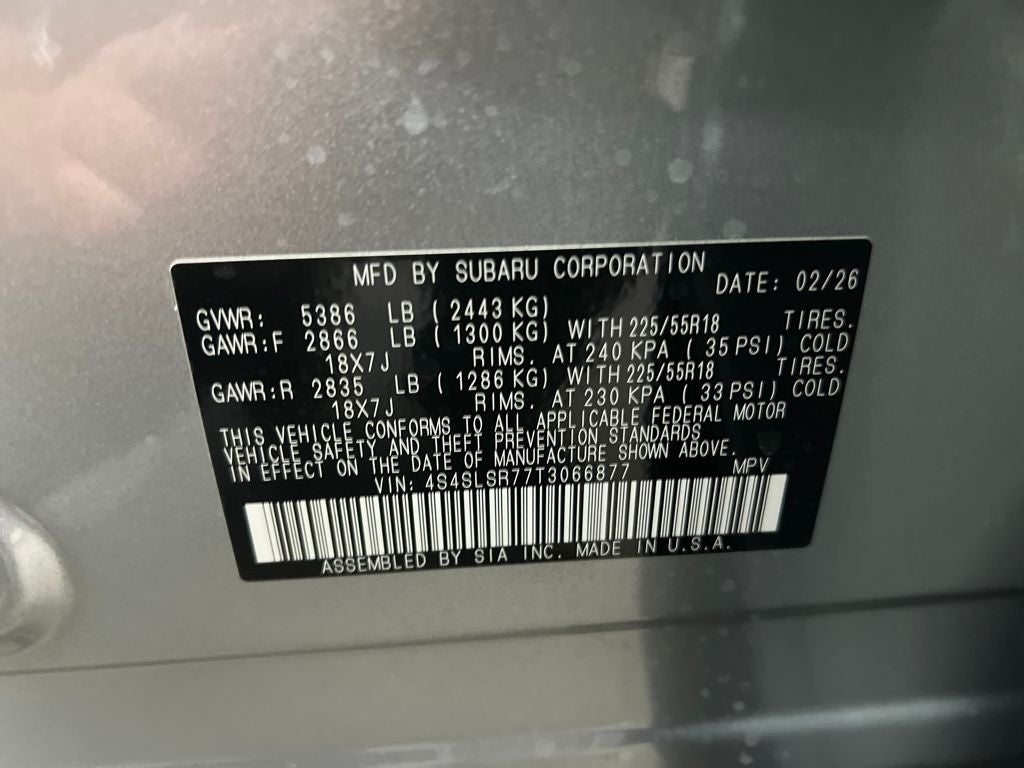 MFD BY SUBARU CORPORATION DATE: 02/26
GVWR: 5386 LB ( 2443 KG)
GAWR:F 2866 LB ( 1300 KG) WITH 225/55R18 TIRES.
18X7J RIMS. AT 240 KPA ( 35 PSI) COLD
GAWR:R 2835 LB ( 1286 KG) WITH 225/55R18 TIRES.
18X7J RIMS. AT 230 KPA ( 33 PSI) COLD
THIS VEHICLE CONFORMS TO ALL APPLICABLE FEDERAL MOTOR
VEHICLE SAFETY AND THEFT PREVENTION STANDARDS
IN EFFECT ON THE DATE OF MANUFACTURE SHOWN ABOVE.
VIN: 4S4SLSR77T3066877 MPV
ASSEMBLED BY SIA INC. MADE IN U.S.A.